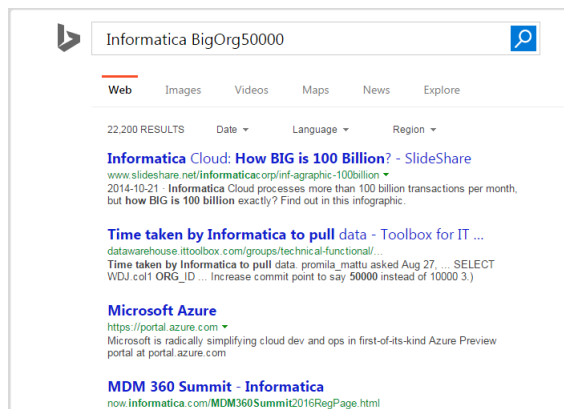 Informatica BigOrg50000
Web Images Videos Maps News Explore
22,200 RESULTS Date Language Region
Informatica Cloud: How BIG is 100 Billion? - SlideShare
www.slideshare.net/informaticacorp/inf-agraphic-100billion
2014-10-21 · Informatica Cloud processes more than 100 billion transactions per month,
but how BIG is 100 billion exactly? Find out in this infographic.
Time taken by Informatica to pull data - Toolbox for IT ...
datawarehouse.ittoolbox.com/groups/technical-functional/...
Time taken by Informatica to pull data. promila_mattu asked Aug 27, ... SELECT
WDJ.col1 ORG_ID ... Increase commit point to say 50000 instead of 10000 3.)
Microsoft Azure
https://portal.azure.com
Microsoft is radically simplifying cloud dev and ops in first-of-its-kind Azure Preview
portal at portal.azure.com
MDM 360 Summit - Informatica
now.informatica.com/MDM360Summit2016RegPage.html